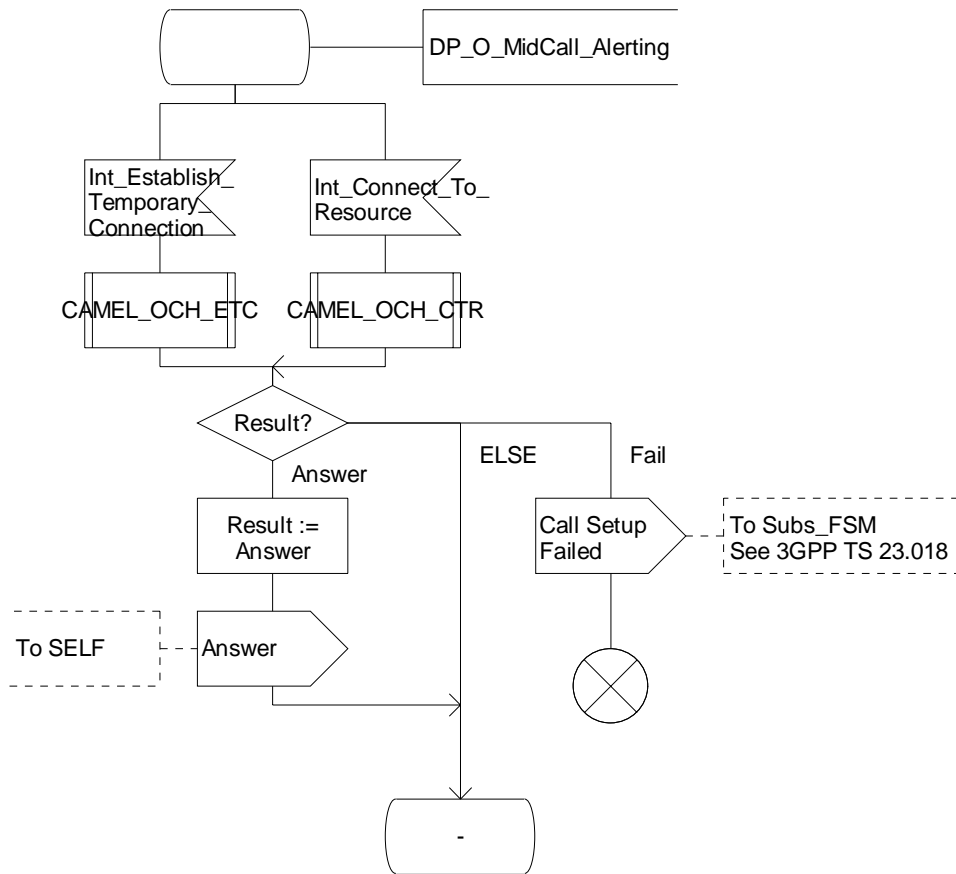 DP_O_MidCall_Alerting
Int_Establish_
Temporary_
Connection
Int_Connect_To_
Resource
CAMEL_OCH_ETC
CAMEL_OCH_CTR
Result?
ELSE
Fail
Answer
Result :=
Answer
Call Setup
Failed
To Subs_FSM
See 3GPP TS 23.018
To SELF
Answer
-